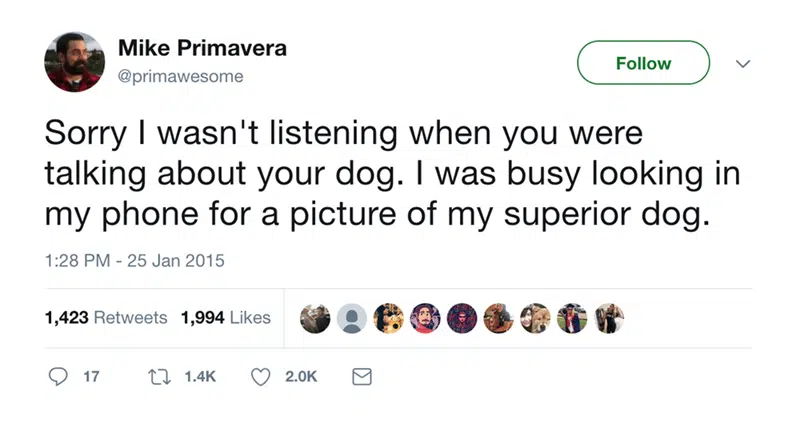 Mike Primavera
Follow
@primawesome
Sorry I wasn't listening when you were
talking about your dog. I was busy looking in
my phone for a picture of my superior dog.
1:28 PM - 25 Jan 2015
1,423 Retweets 1,994 Likes
17 1.4K 2.0K